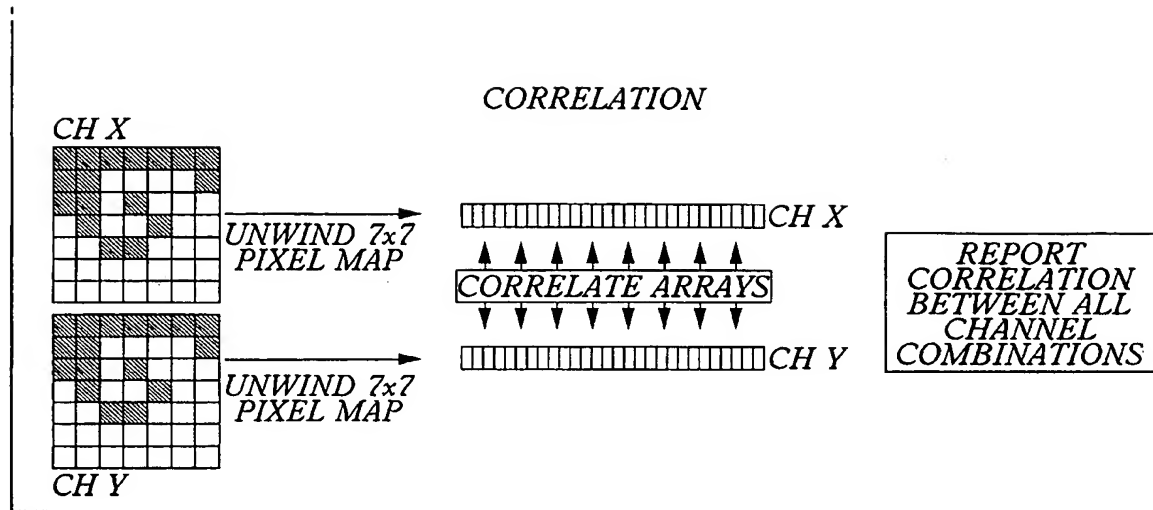 CORRELATION
CH X
UNWIND 7x7
PIXEL MAP
CH X
CORRELATE ARRAYS
CH Y
UNWIND 7x7
PIXEL MAP
CH Y
REPORT
CORRELATION
BETWEEN ALL
CHANNEL
COMBINATIONS